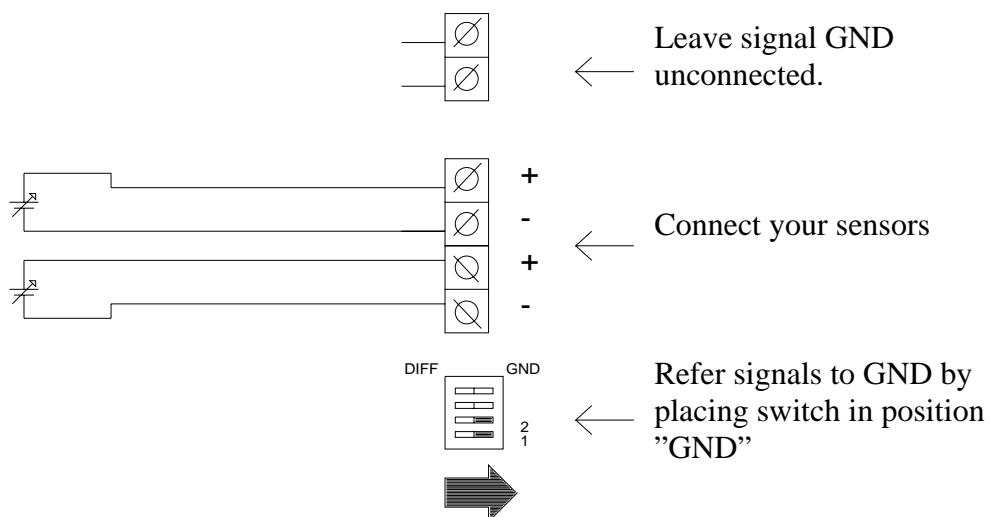 Leave signal GND
unconnected.
+
-
Connect your sensors
+
-
DIFF GND
Refer signals to GND by
placing switch in position
”GND”
2
1